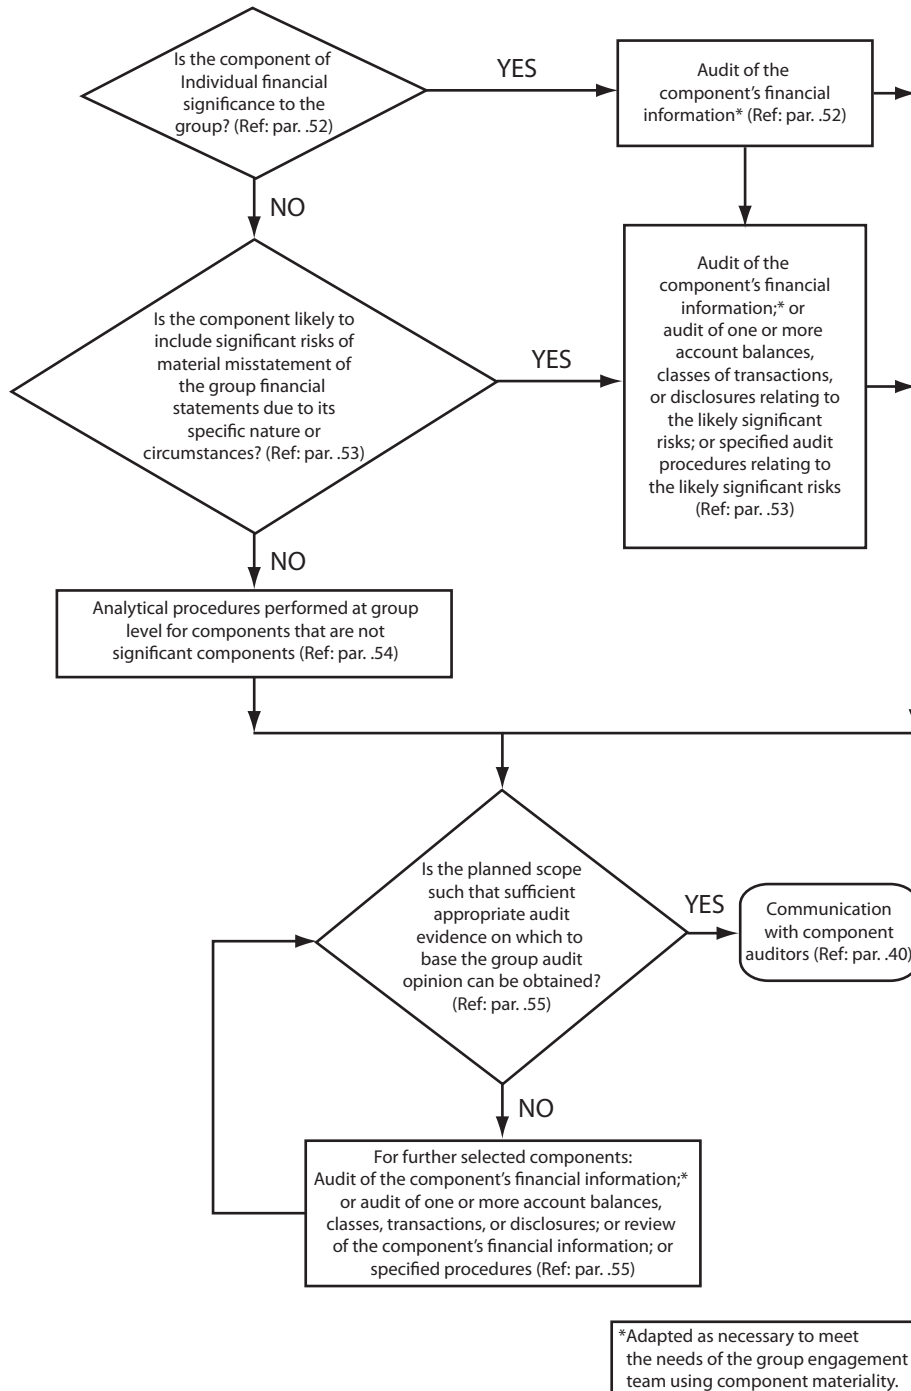 Is the component of
Individual financial
significance to the
group? (Ref: par. .52)
YES
Audit of the
component's financial
information* (Ref: par. .52)
NO
Is the component likely to
include significant risks of
material misstatement of
the group financial
statements due to its
specific nature or
circumstances? (Ref: par. .53)
YES
Audit of the
component's financial
information;* or
audit of one or more
account balances,
classes of transactions,
or disclosures relating to
the likely significant
risks; or specified audit
procedures relating to
the likely significant risks
(Ref: par. .53)
NO
Analytical procedures performed at group
level for components that are not
significant components (Ref: par. .54)
Is the planned scope
such that sufficient
appropriate audit
evidence on which to
base the group audit
opinion can be obtained?
(Ref: par. .55)
YES
Communication
with component
auditors (Ref: par. .40)
NO
For further selected components:
Audit of the component's financial information;*
or audit of one or more account balances,
classes, transactions, or disclosures; or review
of the component's financial information; or
specified procedures (Ref: par. .55)
*Adapted as necessary to meet
the needs of the group engagement
team using component materiality.